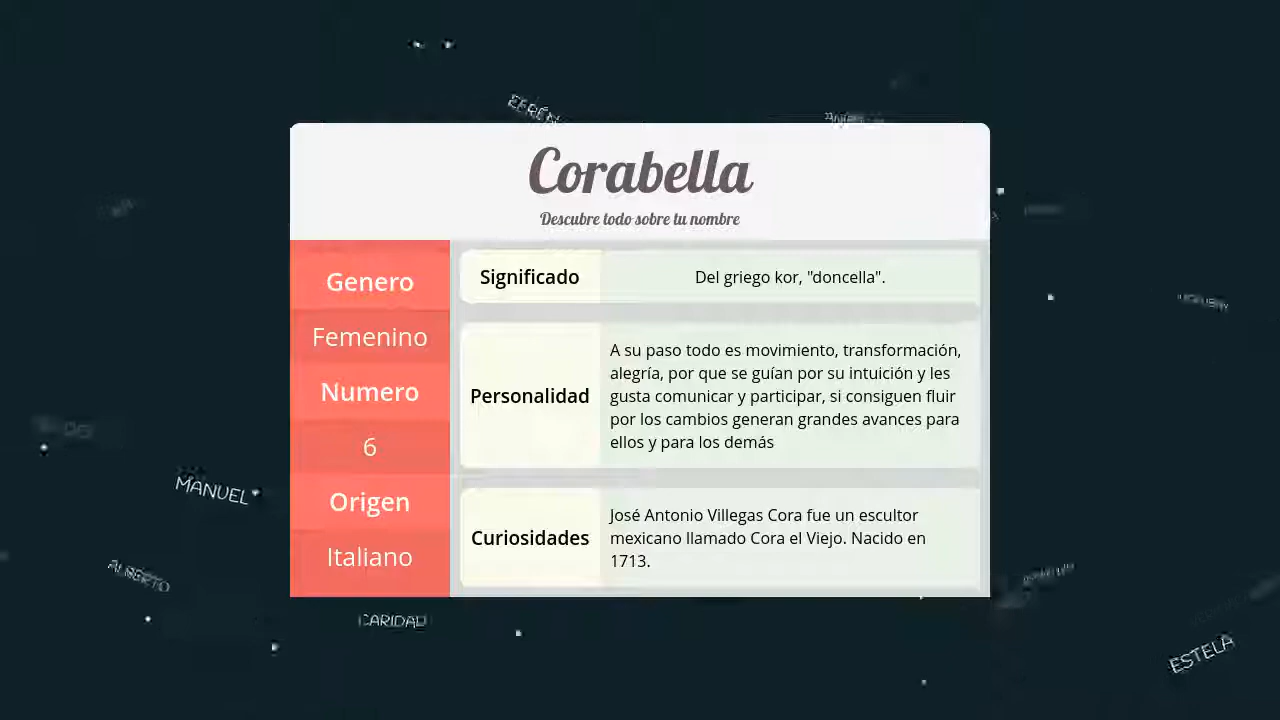 EFRÉN
Corabella
Descubre todo sobre tu nombre
Genero
Femenino
Numero
6
Origen
Italiano
Significado
Del griego kor, "doncella".
Personalidad
A su paso todo es movimiento, transformación,
alegría, por que se guían por su intuición y les
gusta comunicar y participar, si consiguen fluir
por los cambios generan grandes avances para
ellos y para los demás
Curiosidades
José Antonio Villegas Cora fue un escultor
mexicano llamado Cora el Viejo. Nacido en
1713.
MANUEL
ALBERTO
CARIDAD
ESTELA